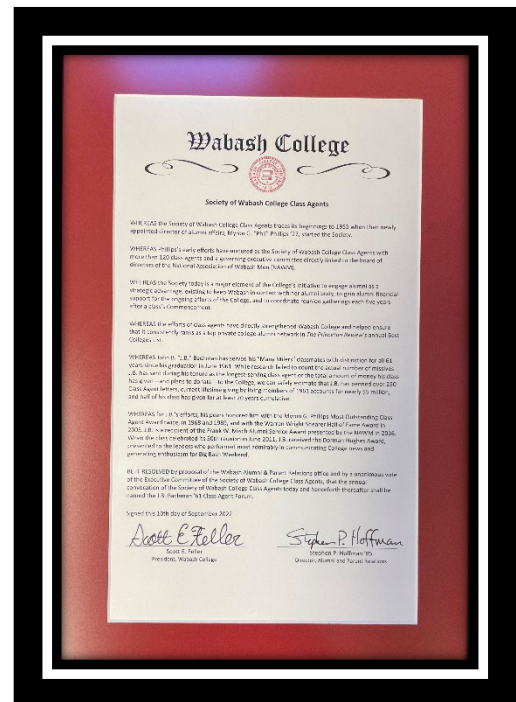 Wabash College
Society of Wabash College Class Agents
WHEREAS the Society of Wabash College Class Agents traces its beginnings to 1953 when then newly
appointed director of alumni affairs, Myron G. "Phil" Phillips '27, started the Society.
WHEREAS Phillips's early efforts have matured as the Society of Wabash College Class Agents with
more than 120 class agents and a governing executive committee directly linked to the board of
directors of the National Association of Wabash Men (NAWM).
WHEREAS the Society today is a major element of the College's initiative to engage alumni as a
strategic advantage, existing to keep Wabash in contact with her alumni body, to gain alumni financial
support for the ongoing affairs of the College, and to coordinate reunion gatherings each five years
after a class's Commencement.
WHEREAS the efforts of class agents have directly strengthened Wabash College and helped ensure
that it consistently ranks as a top private college alumni network in The Princeton Review's annual Best
Colleges list.
WHEREAS John B. "J.B." Bachman has served his classmates with distinction for all 61
years since his graduation in June 1961. While research failed to count the actual number of missives
J.B. has sent during his tenure as the longest-serving class agent or the total amount of money his class
has given—and plans to donate—to the College, we can safely estimate that J.B. has penned over 250
Class Agent letters, current lifetime giving by living members of 1961 accounts for nearly million,
and half of his class has given for at least 20 years cumulative.
WHEREAS for J.B.'s efforts, his peers honored him with the Myron G. Phillips Most Outstanding Class
Agent Award twice, in 1968 and 1989, and with the Warren Wright Shearer Hall of Fame Award in
J.B. is a recipient of the Frank W. Misch Alumni Service Award presented by the NAWM in 2016.
When the class celebrated its 50th reunion in June 2011, J.B. received the Dorman Hughes Award,
presented to the leaders who performed most admirably in communicating College news and
generating enthusiasm for Big Bash Weekend.
BE IT RESOLVED by proposal of the Wabash Alumni & Parent Relations office and by a unanimous vote
of the Executive Committee of the Society of Wabash College Class Agents, that the annual
convocation of the Society of Wabash College Class Agents today and henceforth thereafter shall be
named the J.B. Bachman '61 Class Agent Forum.
Signed this 10th day of September 2022
Scott E Feller
Stephen P. Hoffman
Scott E. Feller
Stephen P. Hoffman '85
President, Wabash College
Director, Alumni and Parent Relations